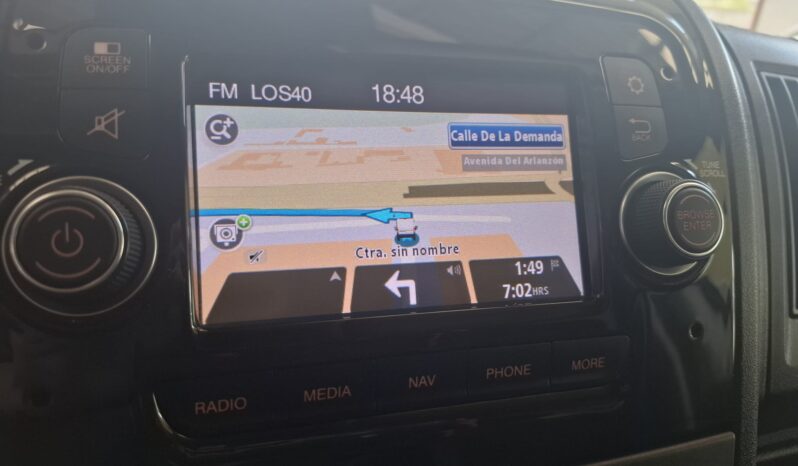 SCREEN
ON/OFF
FM LOS40 18:48
BACK
TUNE
SCROLL
Calle De La Demanda
Avenida Del Arlanzón
BROWSE
ENTER
Ctra. sin nombre
1:49
7:02HRS
RADIO MEDIA NAV PHONE MORE